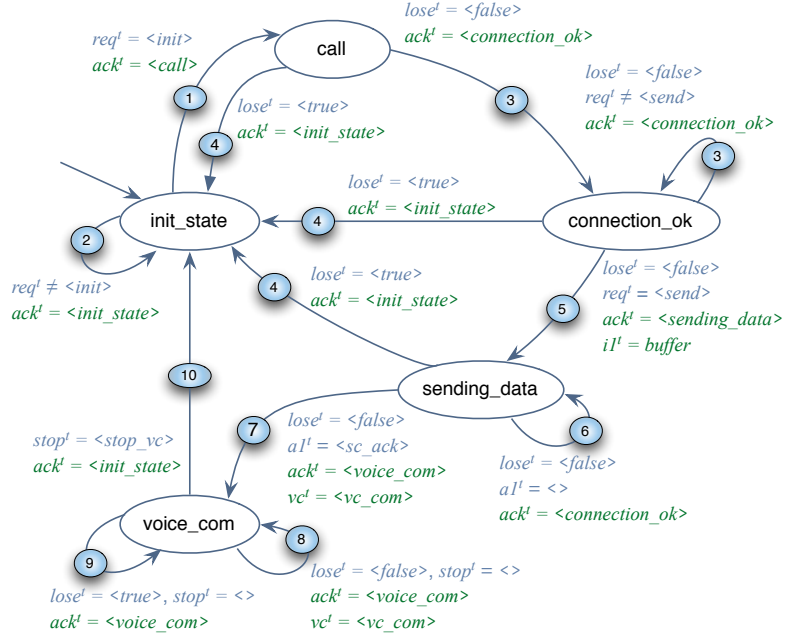 lose^t = <false>
ack^t = <connection_ok>
req^t = <init>
ack^t = <call>
call
1
lose^t = <true>
ack^t = <init_state>
4
3
lose^t = <false>
req^t ≠ <send>
ack^t = <connection_ok>
3
init_state
lose^t = <true>
ack^t = <init_state>
4
connection_ok
2
req^t ≠ <init>
ack^t = <init_state>
lose^t = <true>
ack^t = <init_state>
4
lose^t = <false>
req^t = <send>
ack^t = <sending_data>
i1^t = buffer
5
10
sending_data
stop^t = <stop_vc>
ack^t = <init_state>
7
lose^t = <false>
a1^t = <sc_ack>
ack^t = <voice_com>
vc^t = <vc_com>
6
lose^t = <false>
a1^t = <>
ack^t = <connection_ok>
voice_com
9
8
lose^t = <true>, stop^t = <>
ack^t = <voice_com>
lose^t = <false>, stop^t = <>
ack^t = <voice_com>
vc^t = <vc_com>